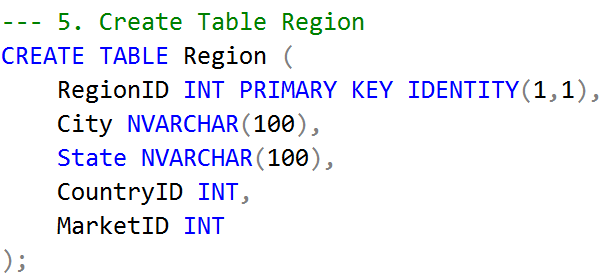 --- 5. Create Table Region
CREATE TABLE Region (
    RegionID INT PRIMARY KEY IDENTITY(1,1),
    City NVARCHAR(100),
    State NVARCHAR(100),
    CountryID INT,
    MarketID INT
);